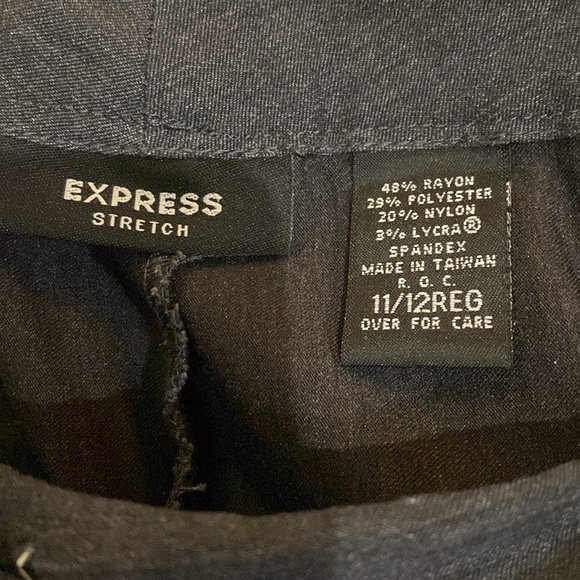 EXPRESS
STRETCH
48% RAYON
29% POLYESTER
20% NYLON
3% LYCRA®
SPANDEX
MADE IN TAIWAN
R. O. C.
11/12REG
OVER FOR CARE